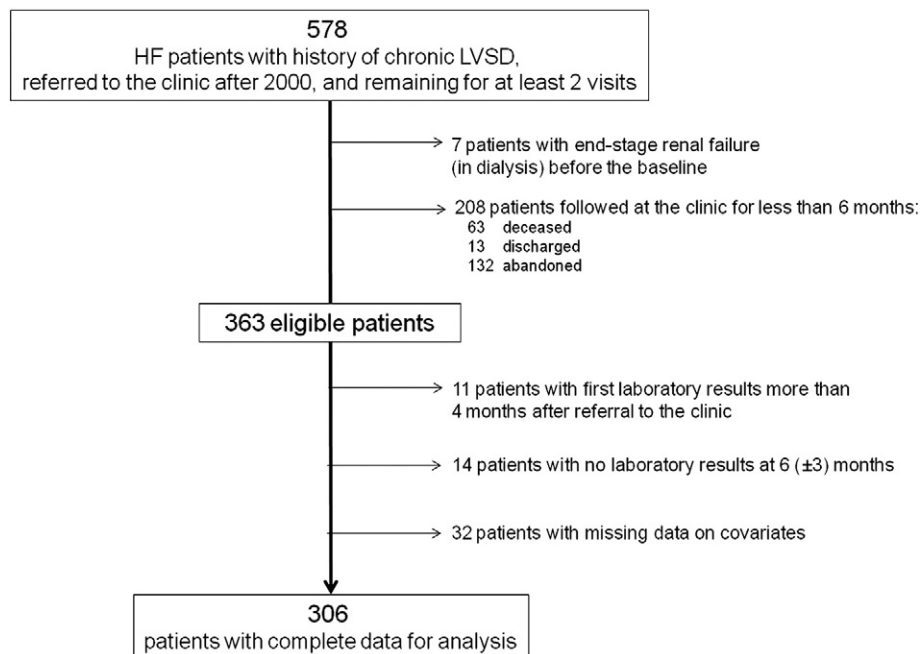 578
HF patients with history of chronic LVSD,
referred to the clinic after 2000, and remaining for at least 2 visits
7 patients with end-stage renal failure
(in dialysis) before the baseline
208 patients followed at the clinic for less than 6 months:
63 deceased
13 discharged
132 abandoned
363 eligible patients
11 patients with first laboratory results more than
4 months after referral to the clinic
14 patients with no laboratory results at 6 (±3) months
32 patients with missing data on covariates
306
patients with complete data for analysis